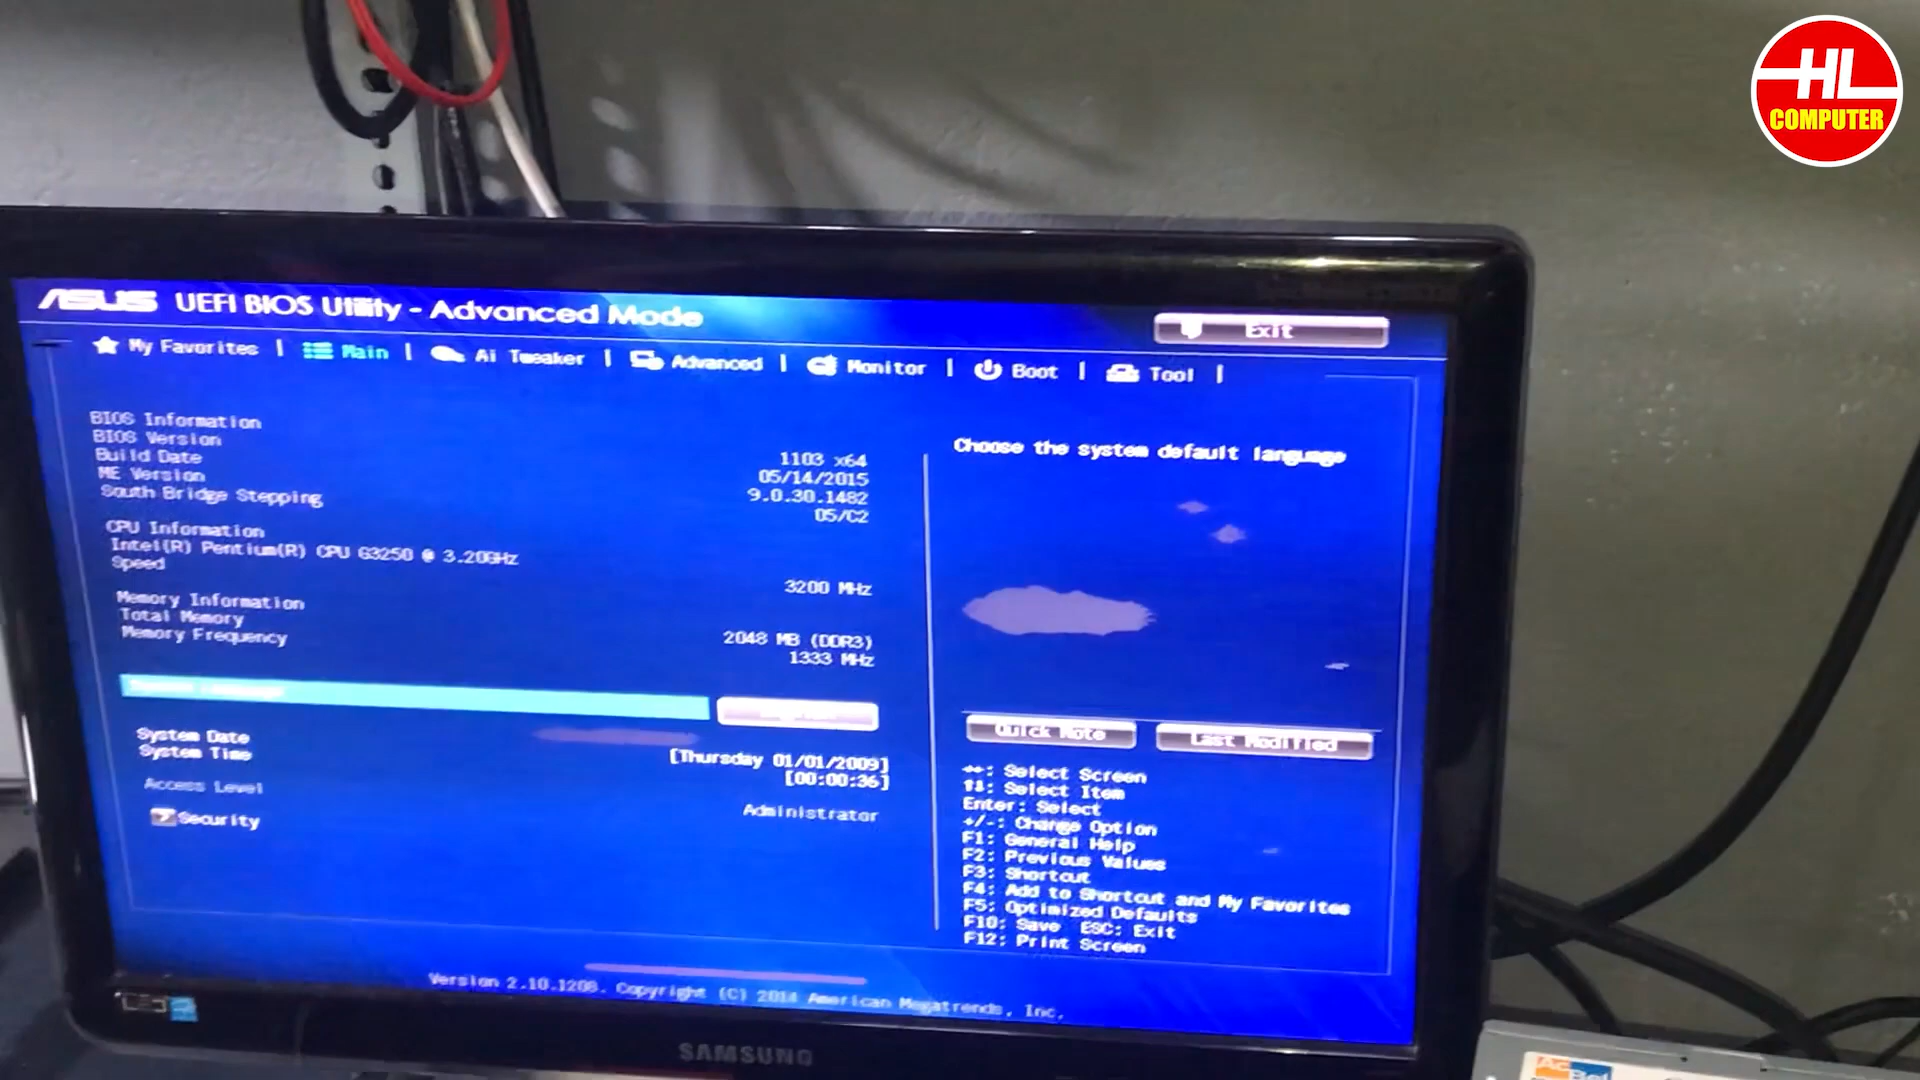 HL
COMPUTER
ASUS UEFI BIOS Utility - Advanced Mode
Exit
My Favorites | Main | Ai Tweaker | Advanced | Monitor | Boot | Tool |
BIOS Information
BIOS Version 1103 x64
Build Date 05/14/2015
ME Version 9.0.30.1482
South Bridge Stepping 05/C2
CPU Information
Intel(R) Pentium(R) CPU G3250 @ 3.20GHz
Speed 3200 MHz
Memory Information
Total Memory 2048 MB (DDR3)
Memory Frequency 1333 MHz
System Language
System Date [Thursday 01/01/2009]
System Time [00:00:36]
Access Level Administrator
Security
Choose the system default language
Quick Note Last Modified
→←: Select Screen
↑↓: Select Item
Enter: Select
+/-: Change Option
F1: General Help
F2: Previous Values
F3: Shortcut
F4: Add to Shortcut and My Favorites
F5: Optimized Defaults
F10: Save ESC: Exit
F12: Print Screen
Version 2.10.1208. Copyright (C) 2014 American Megatrends, Inc.
SAMSUNG
AcBel